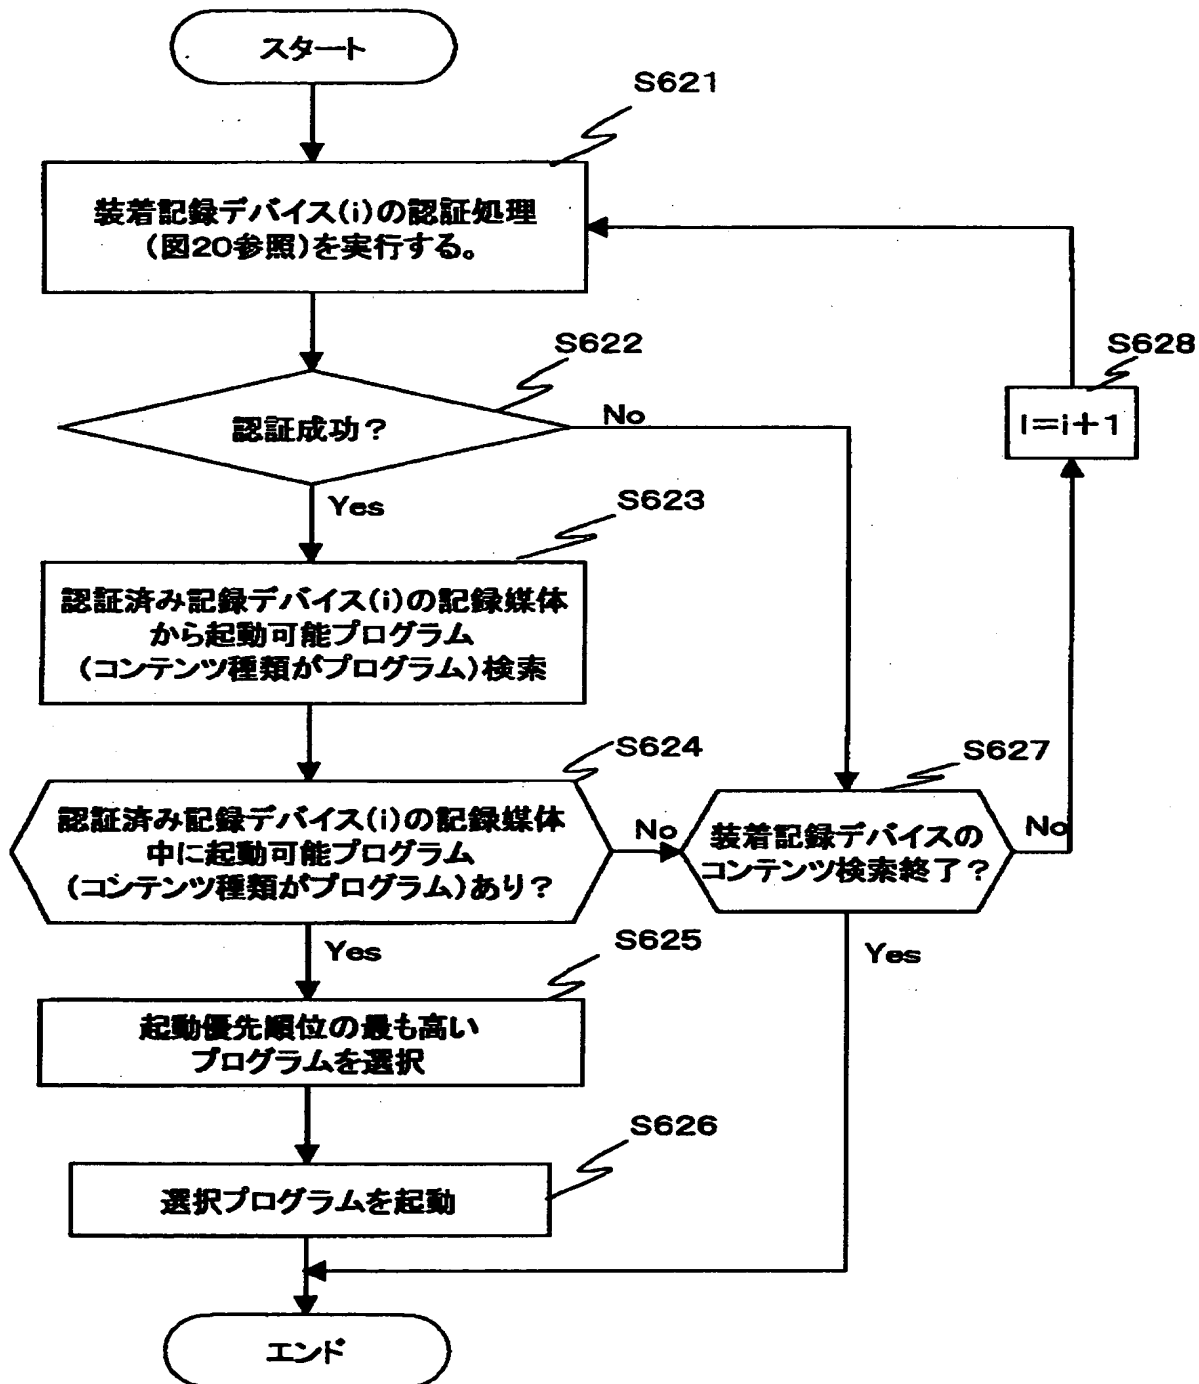 スタート
S621
装着記録デバイス(i)の認証処理
(図20参照)を実行する。
S622
認証成功?
No
Yes
S628
I=i+1
S623
認証済み記録デバイス(i)の記録媒体
から起動可能プログラム
(コンテンツ種類がプログラム)検索
S624
認証済み記録デバイス(i)の記録媒体
中に起動可能プログラム
(コンテンツ種類がプログラム)あり?
No
Yes
S627
装着記録デバイスの
コンテンツ検索終了?
No
Yes
S625
起動優先順位の最も高い
プログラムを選択
S626
選択プログラムを起動
エンド